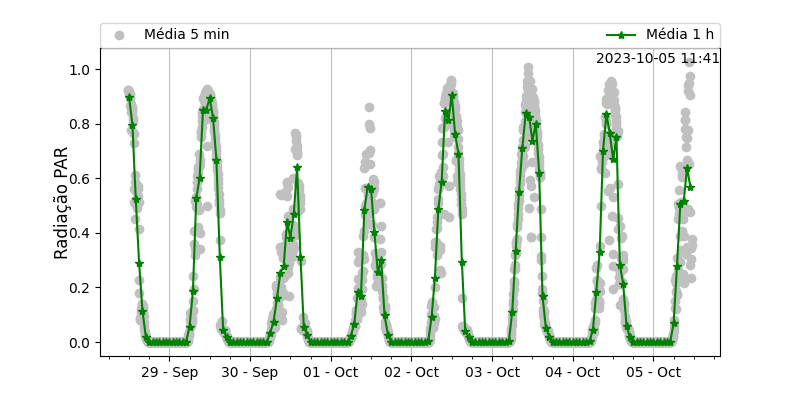 Média 5 min
Média 1 h
2023-10-05 11:41
Radiação PAR
1.0
0.8
0.6
0.4
0.2
0.0
29 - Sep
30 - Sep
01 - Oct
02 - Oct
03 - Oct
04 - Oct
05 - Oct